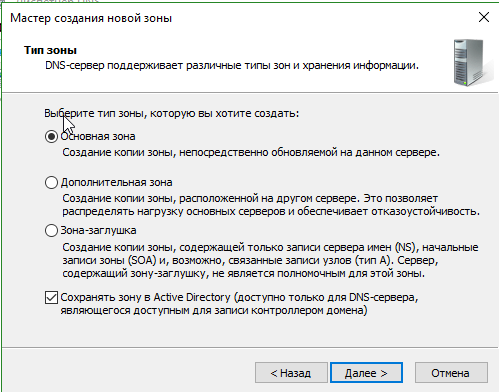 Мастер создания новой зоны
Тип зоны
DNS-сервер поддерживает различные типы зон и хранения информации.
Выберите тип зоны, которую вы хотите создать:
Основная зона
Создание копии зоны, непосредственно обновляемой на данном сервере.
Дополнительная зона
Создание копии зоны, расположенной на другом сервере. Это позволяет
распределять нагрузку основных серверов и обеспечивает отказоустойчивость.
Зона-заглушка
Создание копии зоны, содержащей только записи сервера имен (NS), начальные
записи зоны (SOA) и, возможно, связанные записи узлов (тип A). Сервер,
содержащий зону-заглушку, не является полномочным для этой зоны.
Сохранять зону в Active Directory (доступно только для DNS-сервера,
являющегося доступным для записи контроллером домена)
< Назад
Далее >
Отмена